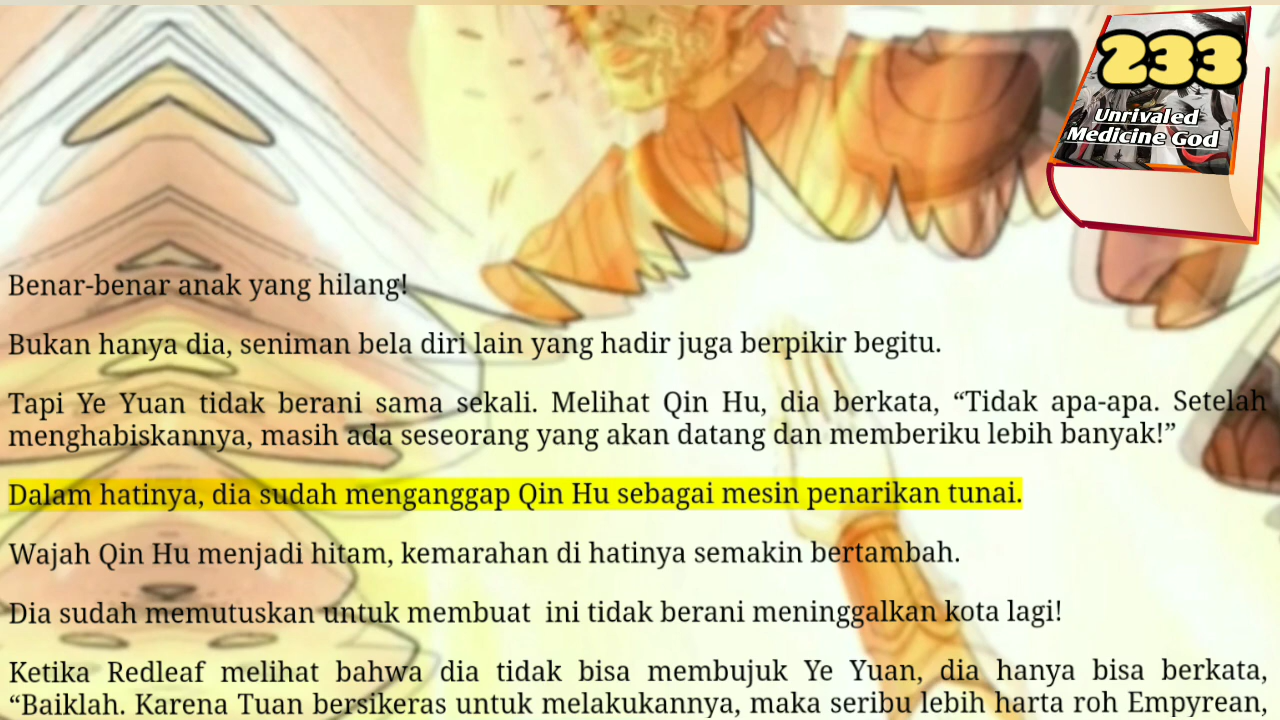 233
Unrivaled
Medicine God
Benar-benar anak yang hilang!
Bukan hanya dia, seniman bela diri lain yang hadir juga berpikir begitu.
Tapi Ye Yuan tidak berani sama sekali. Melihat Qin Hu, dia berkata, “Tidak apa-apa. Setelah
menghabiskannya, masih ada seseorang yang akan datang dan memberiku lebih banyak!”
Dalam hatinya, dia sudah menganggap Qin Hu sebagai mesin penarikan tunai.
Wajah Qin Hu menjadi hitam, kemarahan di hatinya semakin bertambah.
Dia sudah memutuskan untuk membuat  ini tidak berani meninggalkan kota lagi!
Ketika Redleaf melihat bahwa dia tidak bisa membujuk Ye Yuan, dia hanya bisa berkata,
“Baiklah. Karena Tuan bersikeras untuk melakukannya, maka seribu lebih harta roh Empyrean,